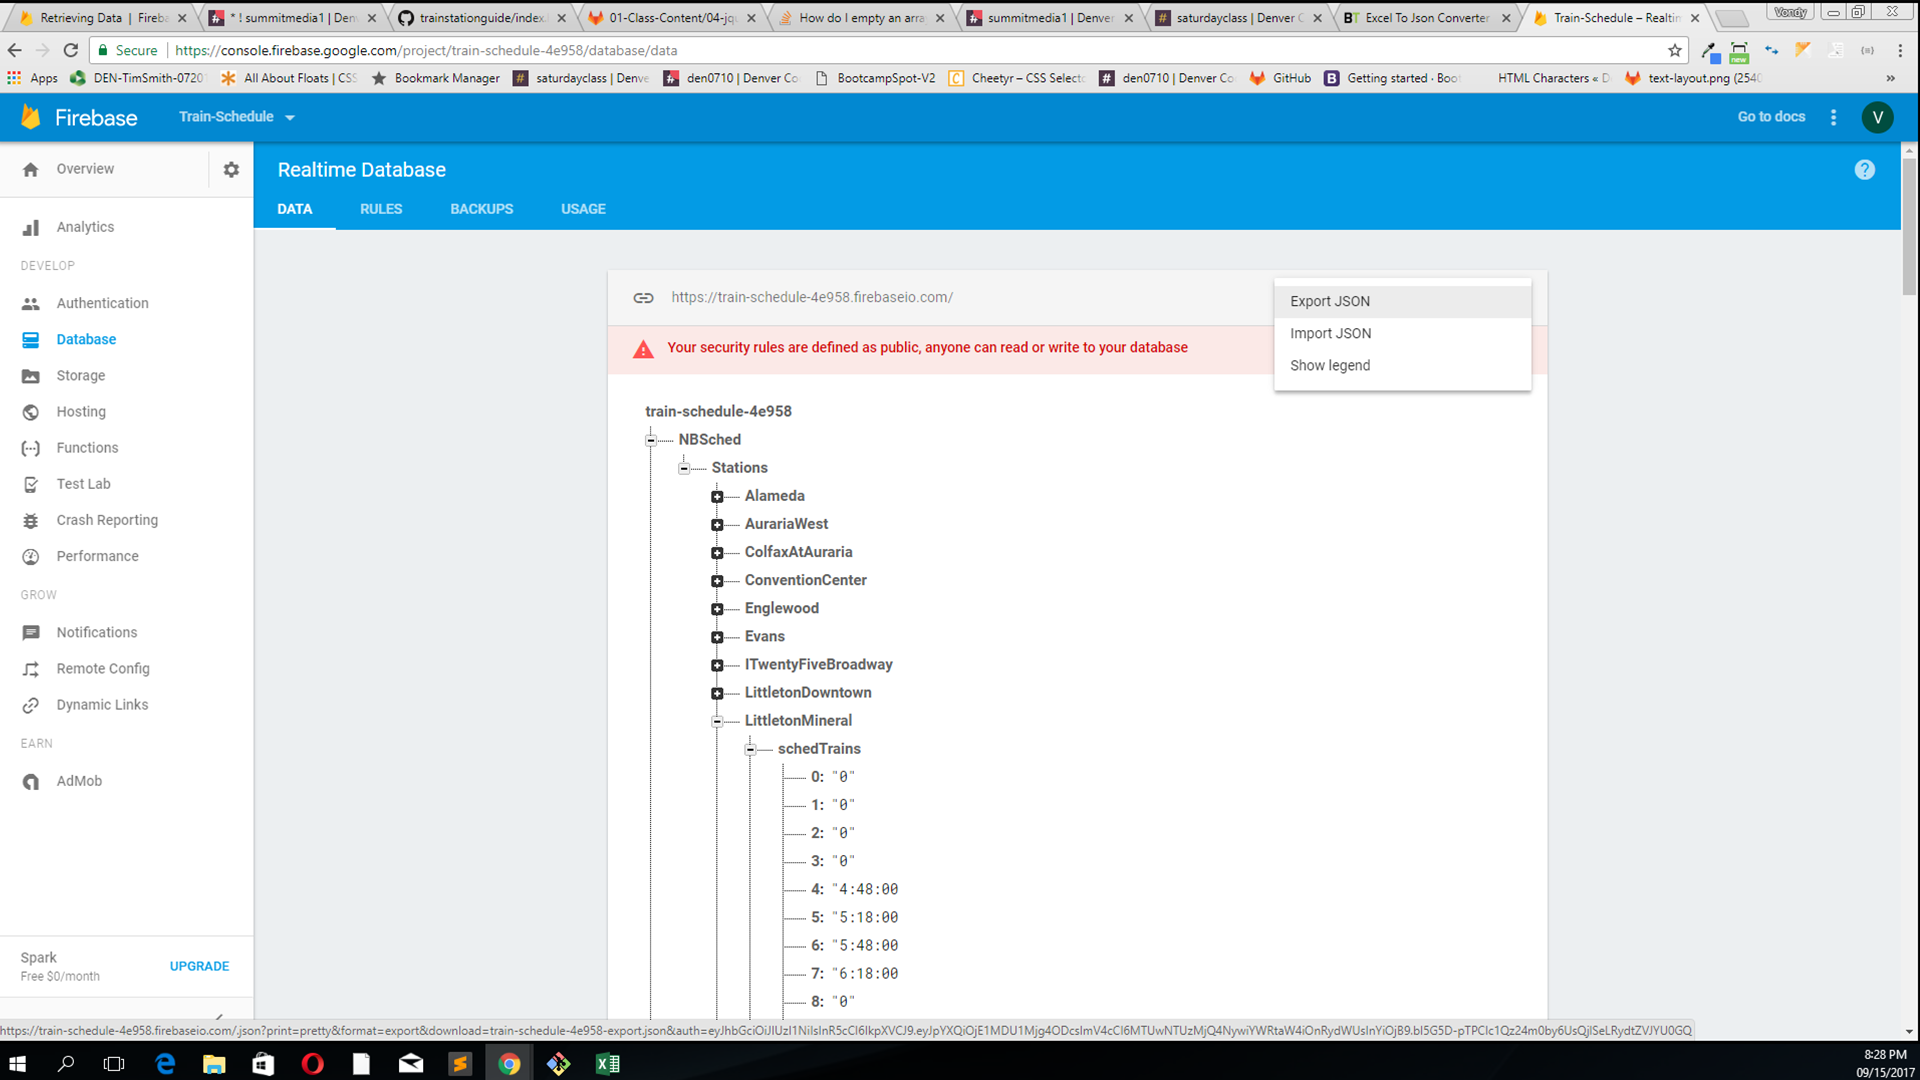 Retrieving Data | Fireba
* ! summitmedia1 | Den
trainstationguide/index.
01-Class-Content/04-jqu
How do I empty an arra
summitmedia1 | Denver
saturdayclass | Denver C
BT Excel To Json Converter
Train-Schedule – Realtim
Vondy
Secure https://console.firebase.google.com/project/train-schedule-4e958/database/data
new
Apps DEN-TimSmith-0720 All About Floats | CSS Bookmark Manager saturdayclass | Denve den0710 | Denver Co BootcampSpot-V2 Cheetyr – CSS Select den0710 | Denver Co GitHub Getting started · Boo HTML Characters « D text-layout.png (2540 »
Firebase Train-Schedule Go to docs V
Overview
Realtime Database
DATA RULES BACKUPS USAGE
Analytics
DEVELOP
Authentication
Database
Storage
Hosting
Functions
Test Lab
Crash Reporting
Performance
GROW
Notifications
Remote Config
Dynamic Links
EARN
AdMob
Spark
Free $0/month
UPGRADE
https://train-schedule-4e958.firebaseio.com/
Export JSON
Import JSON
Show legend
Your security rules are defined as public, anyone can read or write to your database
train-schedule-4e958
NBSched
Stations
Alameda
AurariaWest
ColfaxAtAuraria
ConventionCenter
Englewood
Evans
ITwentyFiveBroadway
LittletonDowntown
LittletonMineral
schedTrains
0: "0"
1: "0"
2: "0"
3: "0"
4: "4:48:00
5: "5:18:00
6: "5:48:00
7: "6:18:00
8: "0"
8:28 PM
09/15/2017